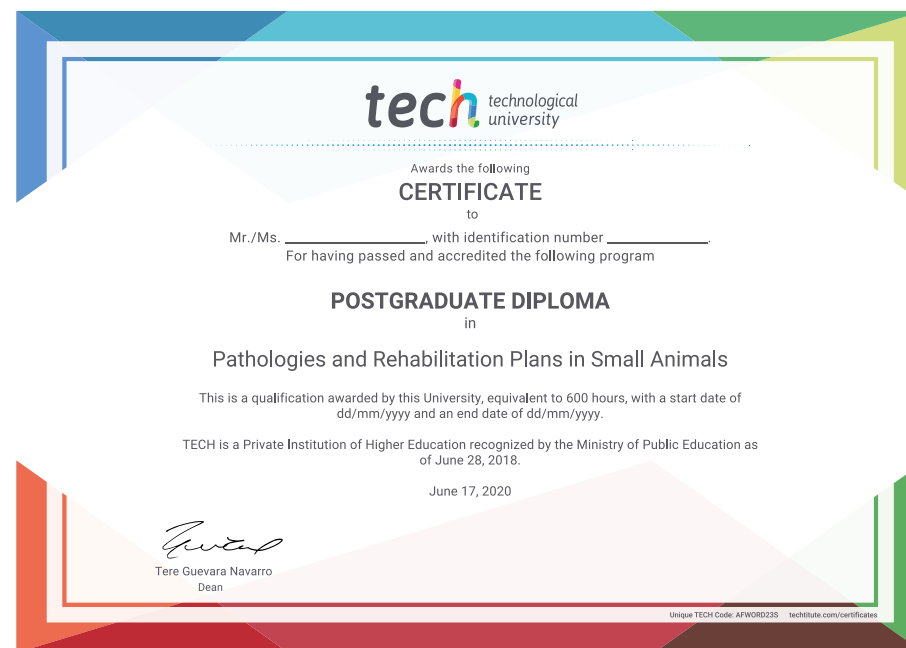 tech technological
university
Awards the following
CERTIFICATE
to
Mr./Ms. ____________________, with identification number ______________.
For having passed and accredited the following program
POSTGRADUATE DIPLOMA
in
Pathologies and Rehabilitation Plans in Small Animals
This is a qualification awarded by this University, equivalent to 600 hours, with a start date of
dd/mm/yyyy and an end date of dd/mm/yyyy.
TECH is a Private Institution of Higher Education recognized by the Ministry of Public Education as
of June 28, 2018.
June 17, 2020
Tere Guevara Navarro
Dean
Unique TECH Code: AFWORD23S techtitute.com/certificates